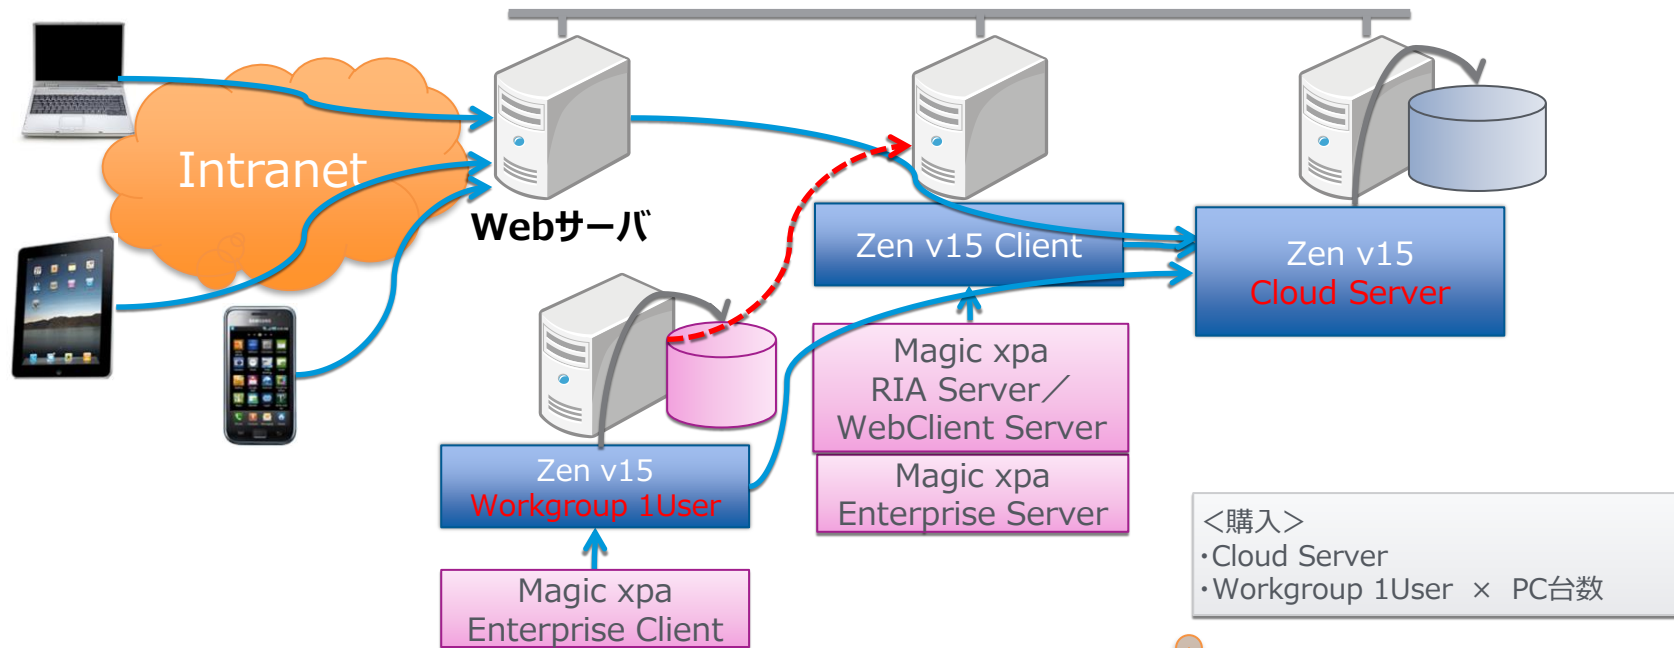 Intranet
Webサーバ
Zen v15 Client
Zen v15
Cloud Server
Magic xpa
RIA Server／
WebClient Server
Magic xpa
Enterprise Server
Zen v15
Workgroup 1User
Magic xpa
Enterprise Client
＜購入＞
・Cloud Server
・Workgroup 1User × PC台数